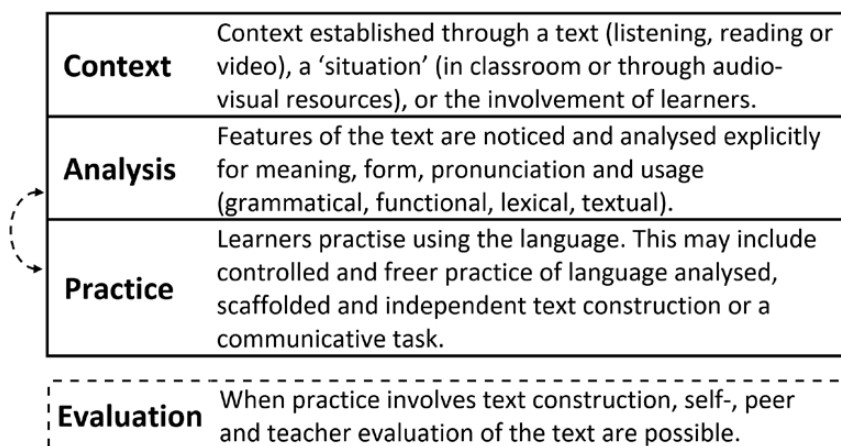 Context
Context established through a text (listening, reading or
video), a ‘situation’ (in classroom or through audio-
visual resources), or the involvement of learners.
Analysis
Features of the text are noticed and analysed explicitly
for meaning, form, pronunciation and usage
(grammatical, functional, lexical, textual).
Practice
Learners practise using the language. This may include
controlled and freer practice of language analysed,
scaffolded and independent text construction or a
communicative task.
Evaluation
When practice involves text construction, self-, peer
and teacher evaluation of the text are possible.